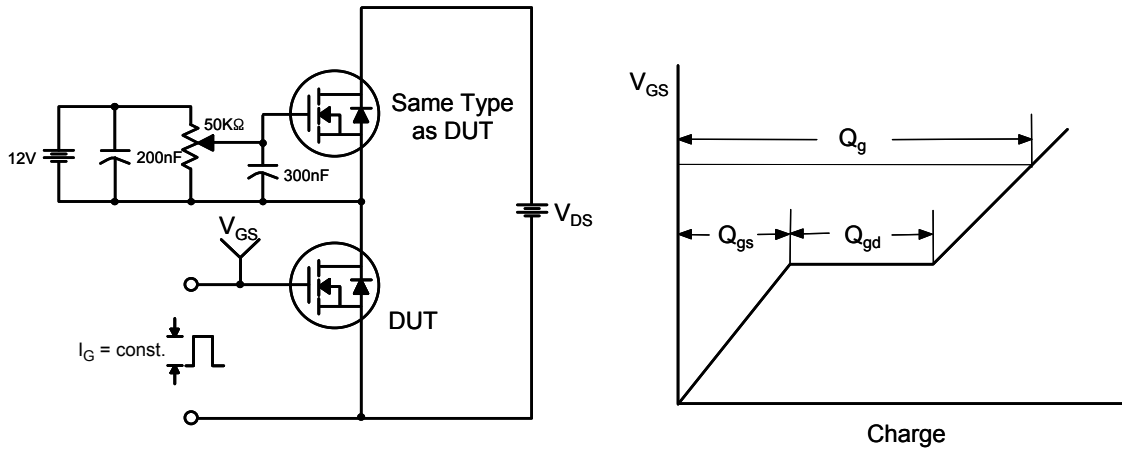 Same Type
as DUT
50KΩ
12V
200nF
300nF
V_GS
V_DS
DUT
I_G = const.
V_GS
Q_g
Q_gs
Q_gd
Charge